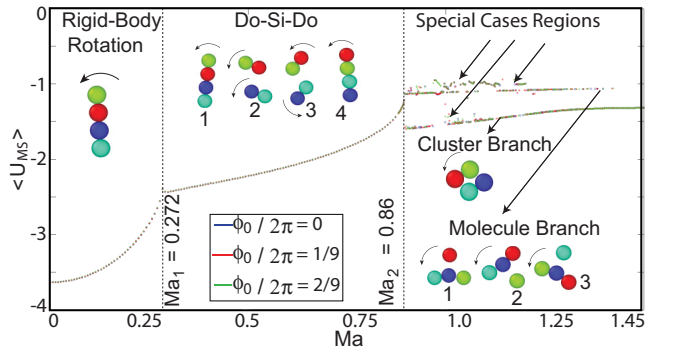 Rigid-Body
Rotation
Do-Si-Do
Special Cases Regions
0
-1
-2
-3
-4
<U_MS>
1
2
3
4
Cluster Branch
Molecule Branch
1
2
3
Ma₁ = 0.272
Ma₂ = 0.86
ϕ₀ / 2π = 0
ϕ₀ / 2π = 1/9
ϕ₀ / 2π = 2/9
0
0.25
0.5
0.75
1.0
1.25
1.45
Ma